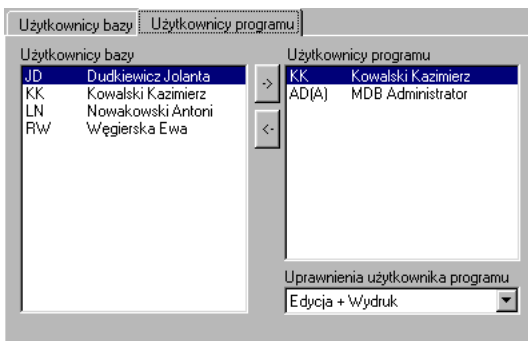 Użytkownicy bazy Użytkownicy programu
Użytkownicy bazy
JD Dudkiewicz Jolanta
KK Kowalski Kazimierz
LN Nowakowski Antoni
RW Węgierska Ewa
->
<-
Użytkownicy programu
KK Kowalski Kazimierz
AD(A) MDB Administrator
Uprawnienia użytkownika programu
Edycja + Wydruk